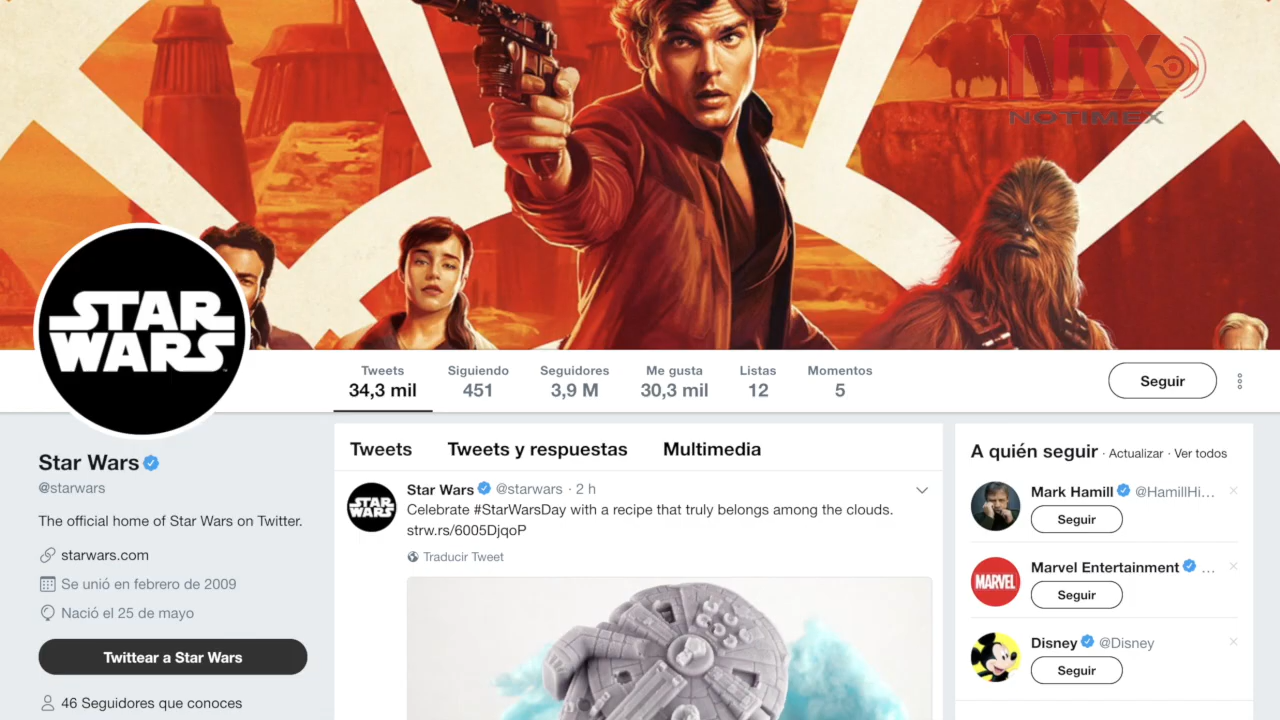 NTX
NOTIMEX
STAR
WARS
Tweets
34,3 mil
Siguiendo
451
Seguidores
3,9 M
Me gusta
30,3 mil
Listas
12
Momentos
5
Seguir
Star Wars
@starwars
The official home of Star Wars on Twitter.
starwars.com
Se unió en febrero de 2009
Nació el 25 de mayo
Twittear a Star Wars
46 Seguidores que conoces
Tweets Tweets y respuestas Multimedia
STAR
WARS
Star Wars @starwars · 2 h
Celebrate #StarWarsDay with a recipe that truly belongs among the clouds.
strw.rs/6005DjqoP
Traducir Tweet
A quién seguir · Actualizar · Ver todos
Mark Hamill @HamillHi...
Seguir
MARVEL
Marvel Entertainment ...
Seguir
Disney @Disney
Seguir